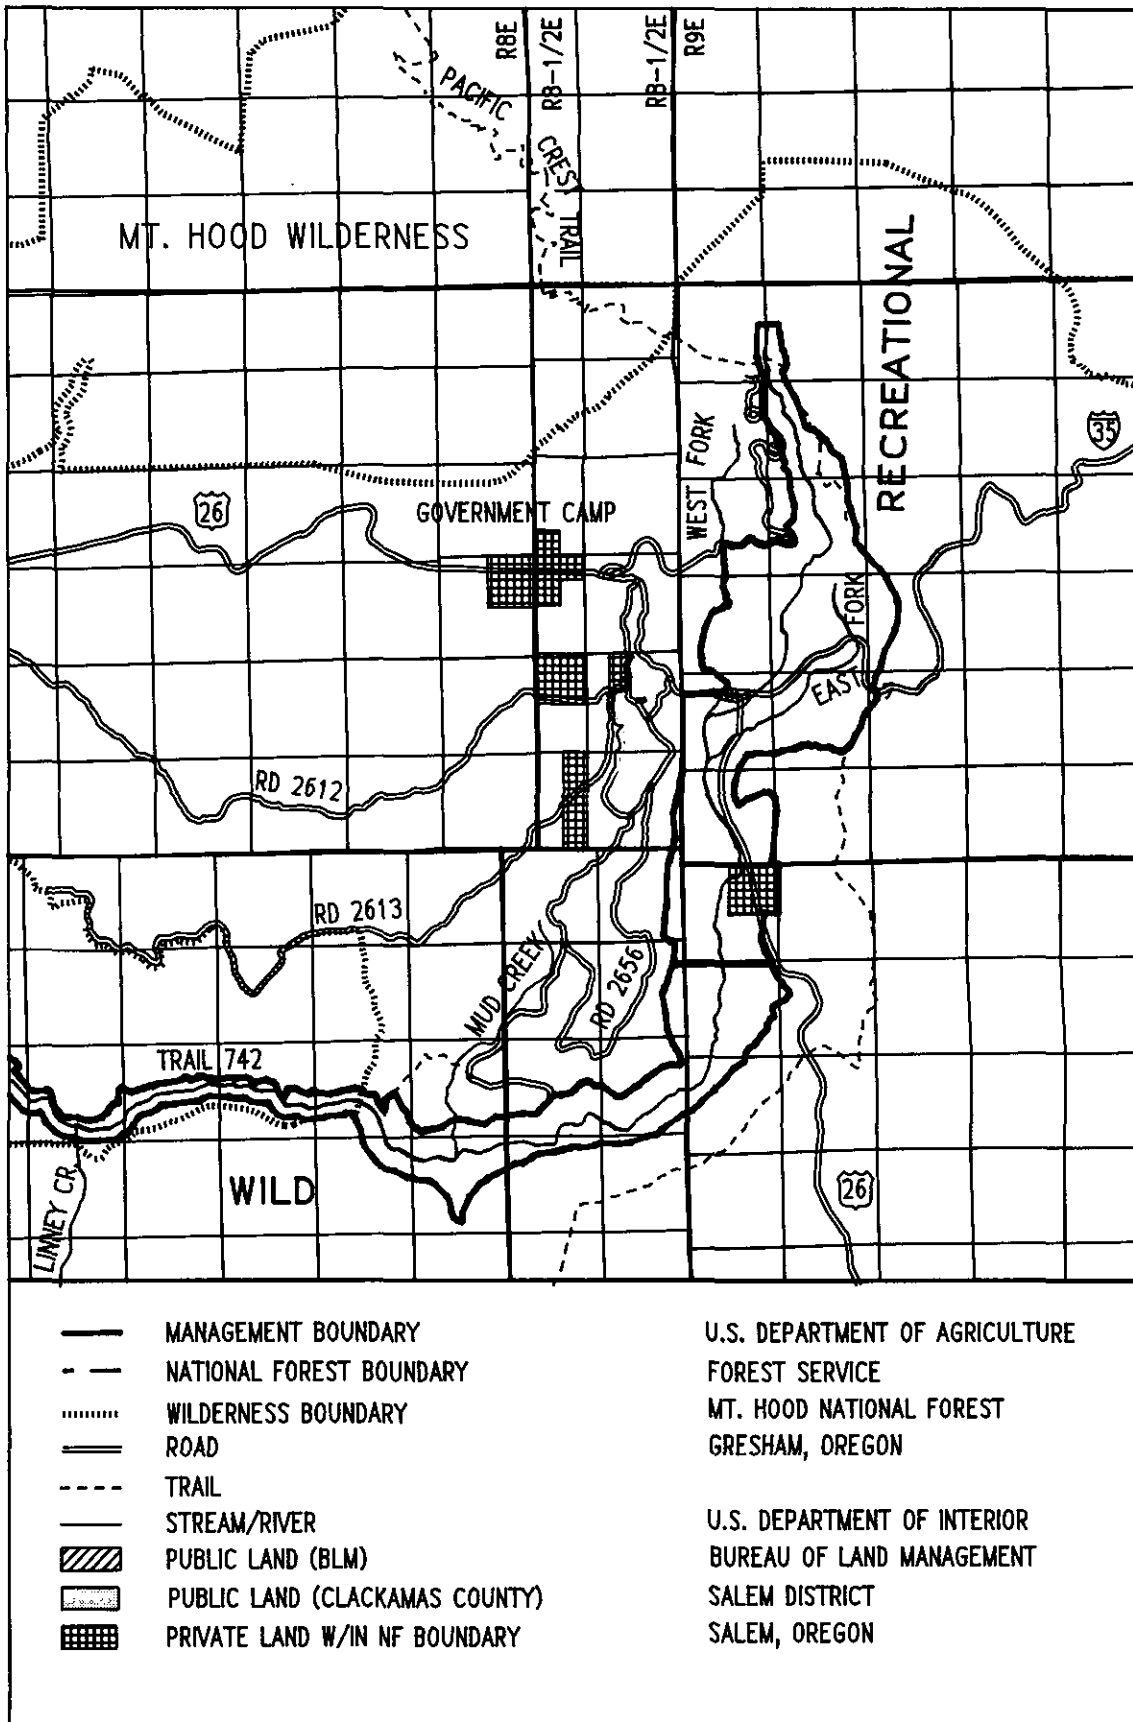 R8E
R8-1/2E
R8-1/2E
R9E
PACIFIC
CREST
TRAIL
MT. HOOD WILDERNESS
RECREATIONAL
35
WEST FORK
26
GOVERNMENT CAMP
FORK
EAST
RD 2612
RD 2613
MUD CREEK
RD 2656
TRAIL 742
WILD
26
LINNEY CR.
MANAGEMENT BOUNDARY
NATIONAL FOREST BOUNDARY
WILDERNESS BOUNDARY
ROAD
TRAIL
STREAM/RIVER
PUBLIC LAND (BLM)
PUBLIC LAND (CLACKAMAS COUNTY)
PRIVATE LAND W/IN NF BOUNDARY
U.S. DEPARTMENT OF AGRICULTURE
FOREST SERVICE
MT. HOOD NATIONAL FOREST
GRESHAM, OREGON
U.S. DEPARTMENT OF INTERIOR
BUREAU OF LAND MANAGEMENT
SALEM DISTRICT
SALEM, OREGON